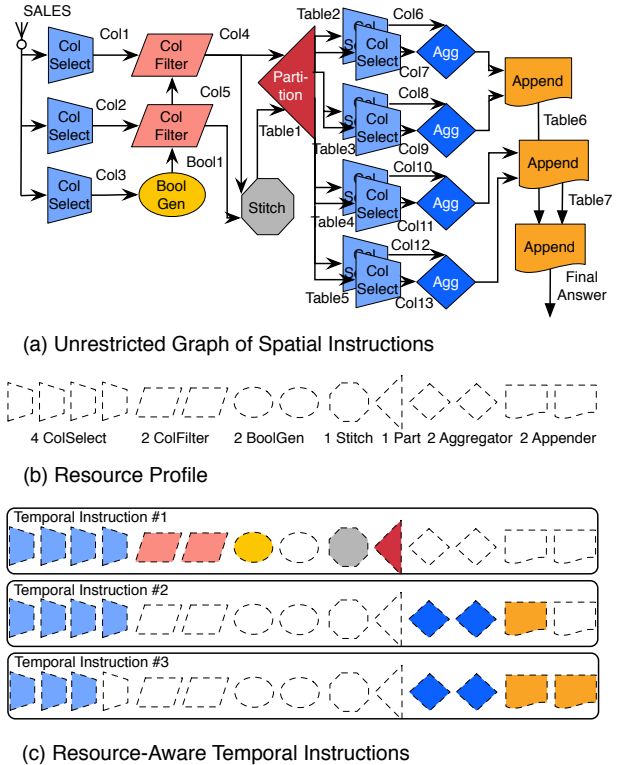 SALES
Col
Select
Col1
Col
Filter
Col4
Col
Select
Col2
Col
Filter
Col5
Col
Select
Col3
Bool
Gen
Bool1
Stitch
Table1
Parti-
tion
Table2
Col
Select
Col6
Col7
Agg
Table3
Col
Select
Col8
Col9
Agg
Table4
Col
Select
Col10
Col11
Agg
Table5
Col
Select
Col12
Col13
Agg
Append
Table6
Append
Table7
Append
Final
Answer
(a) Unrestricted Graph of Spatial Instructions
4 ColSelect 2 ColFilter 2 BoolGen 1 Stitch 1 Part 2 Aggregator 2 Appender
(b) Resource Profile
Temporal Instruction #1
Temporal Instruction #2
Temporal Instruction #3
(c) Resource-Aware Temporal Instructions